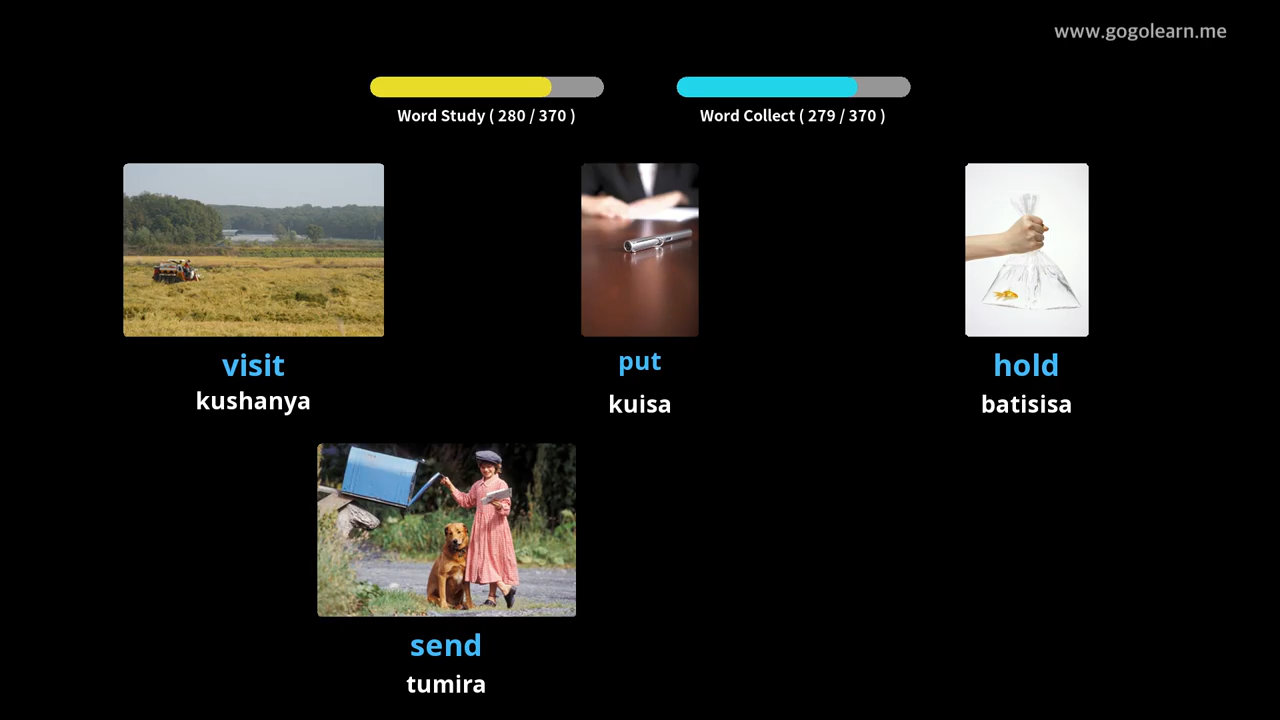 www.gogolearn.me
Word Study ( 280 / 370 )
Word Collect ( 279 / 370 )
visit
kushanya
put
kuisa
hold
batisisa
send
tumira